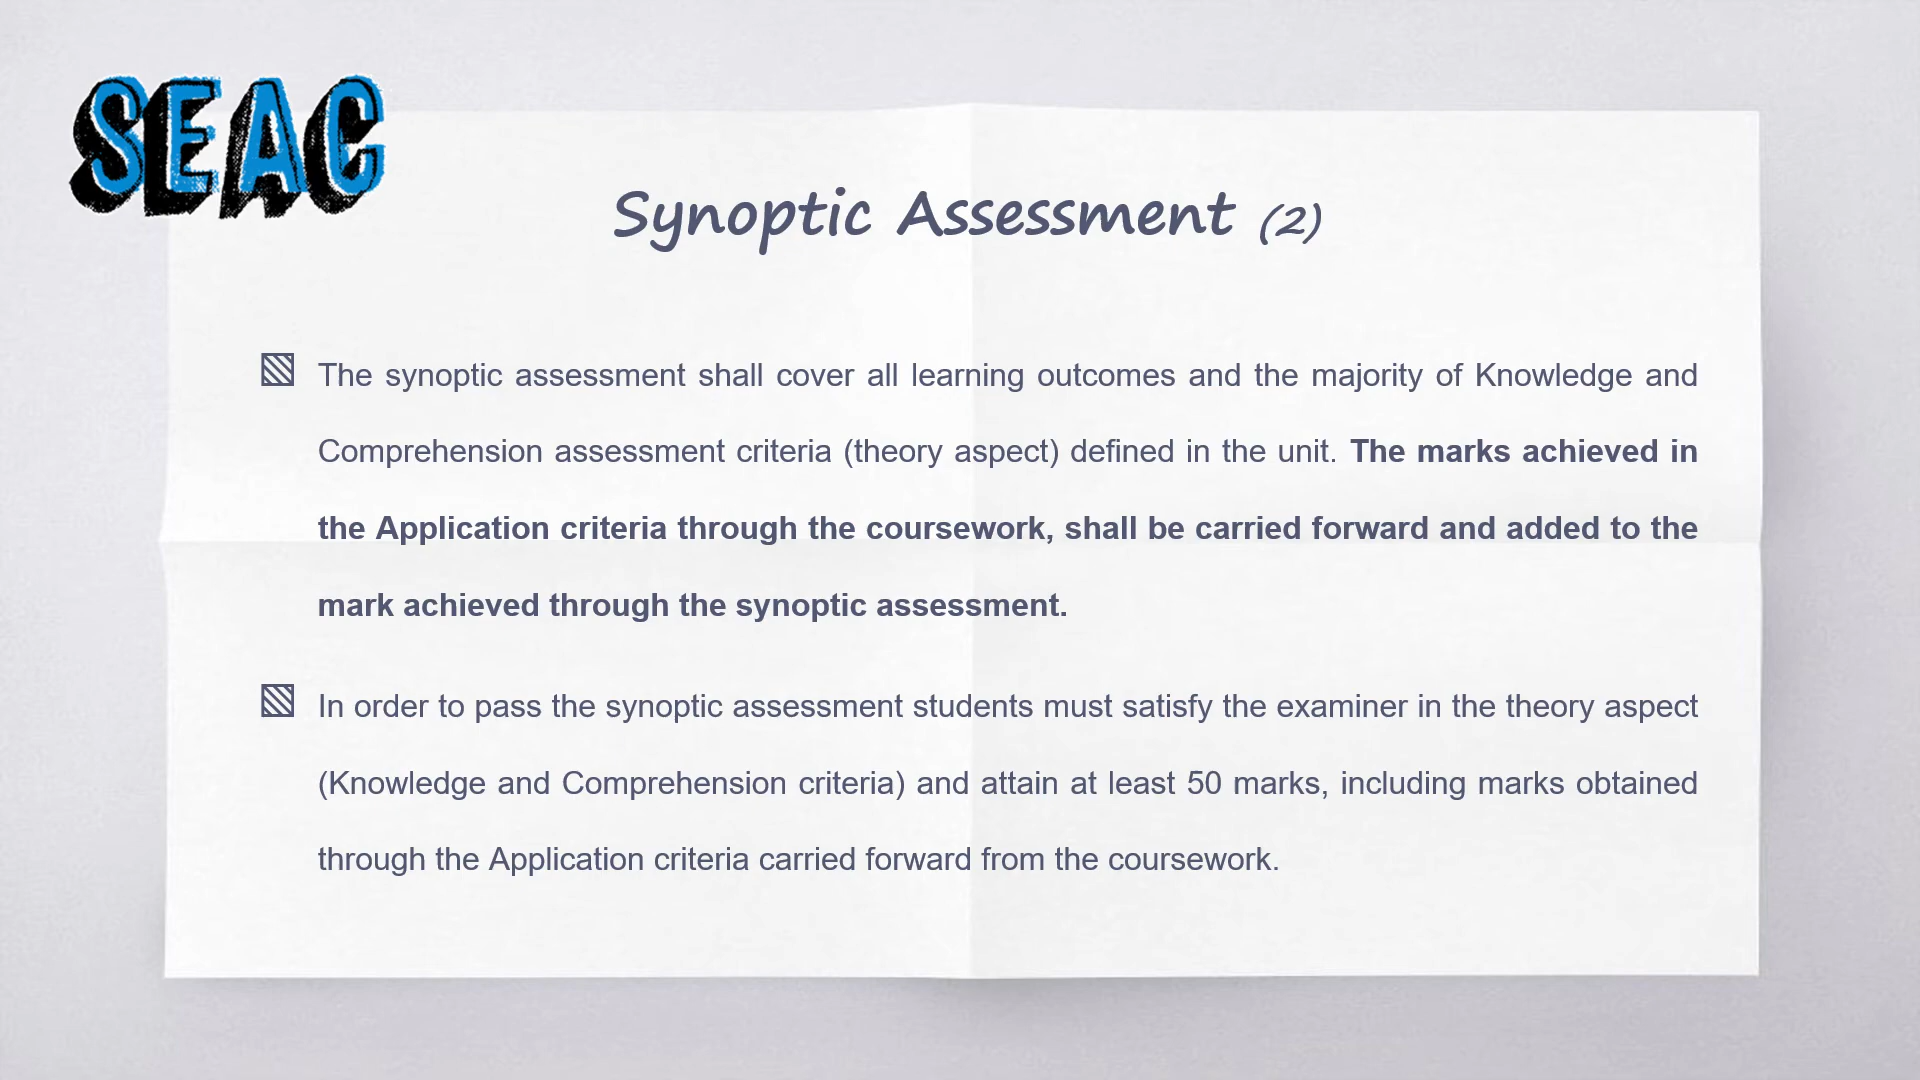 SEAC
Synoptic Assessment (2)
The synoptic assessment shall cover all learning outcomes and the majority of Knowledge and
Comprehension assessment criteria (theory aspect) defined in the unit. The marks achieved in
the Application criteria through the coursework, shall be carried forward and added to the
mark achieved through the synoptic assessment.
In order to pass the synoptic assessment students must satisfy the examiner in the theory aspect
(Knowledge and Comprehension criteria) and attain at least 50 marks, including marks obtained
through the Application criteria carried forward from the coursework.